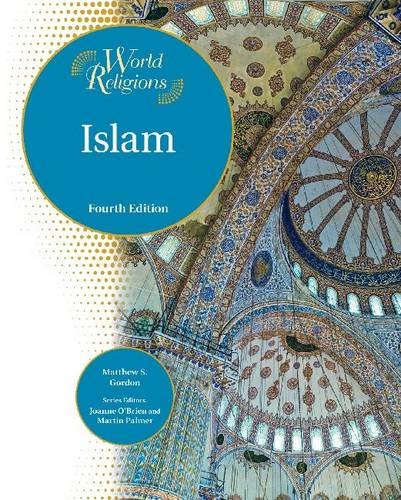 World
Religions
Islam
Fourth Edition
Matthew S.
Gordon
Series Editors:
Joanne O'Brien and
Martin Palmer